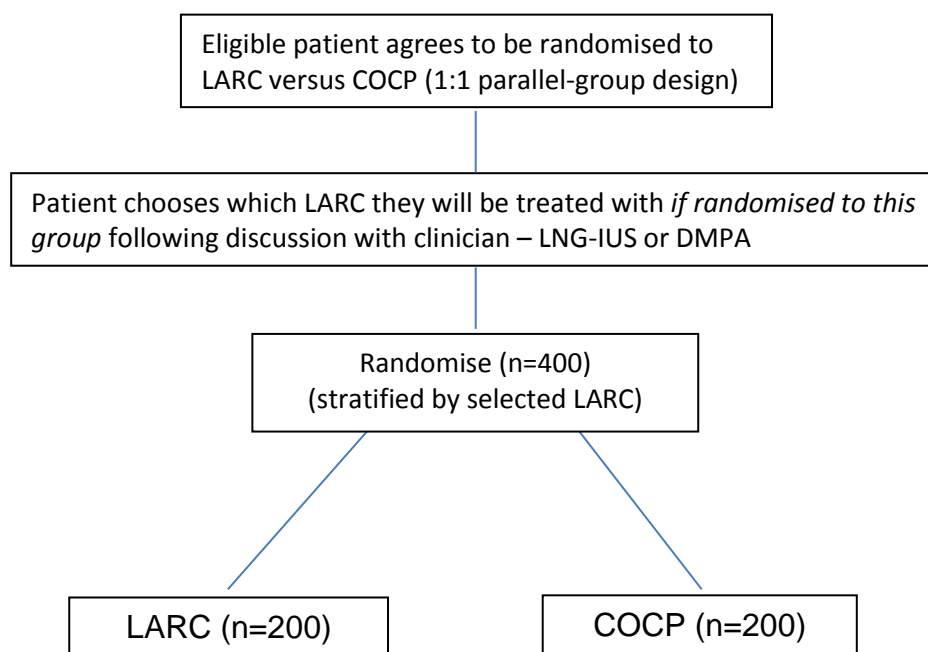 Eligible patient agrees to be randomised to
LARC versus COCP (1:1 parallel-group design)
Patient chooses which LARC they will be treated with if randomised to this
group following discussion with clinician – LNG-IUS or DMPA
Randomise (n=400)
(stratified by selected LARC)
LARC (n=200)
COCP (n=200)